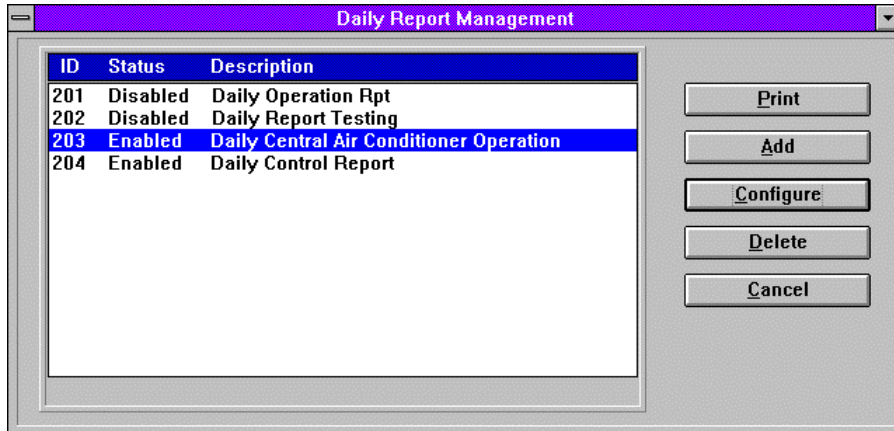 Daily Report Management
ID Status Description
201 Disabled Daily Operation Rpt
202 Disabled Daily Report Testing
203 Enabled Daily Central Air Conditioner Operation
204 Enabled Daily Control Report
Print
Add
Configure
Delete
Cancel